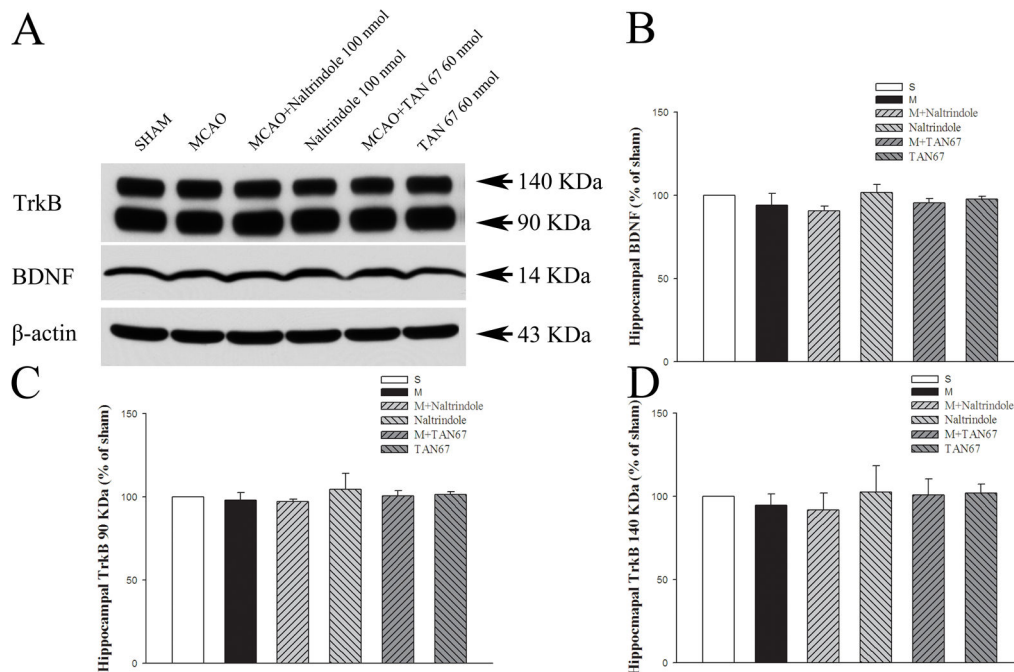 A
SHAM
MCAO
MCAO+Naltrindole 100 nmol
Naltrindole 100 nmol
MCAO+TAN 67 60 nmol
TAN 67 60 nmol
TrkB
140 KDa
90 KDa
BDNF
14 KDa
β-actin
43 KDa
B
S
M
M+Naltrindole
Naltrindole
M+TAN67
TAN67
Hippocampal BDNF (% of sham)
150
100
50
0
C
S
M
M+Naltrindole
Naltrindole
M+TAN67
TAN67
Hippocampal TrkB 90 KDa (% of sham)
150
100
50
0
D
S
M
M+Naltrindole
Naltrindole
M+TAN67
TAN67
Hippocmapal TrkB 140 KDa (% of sham)
150
100
50
0